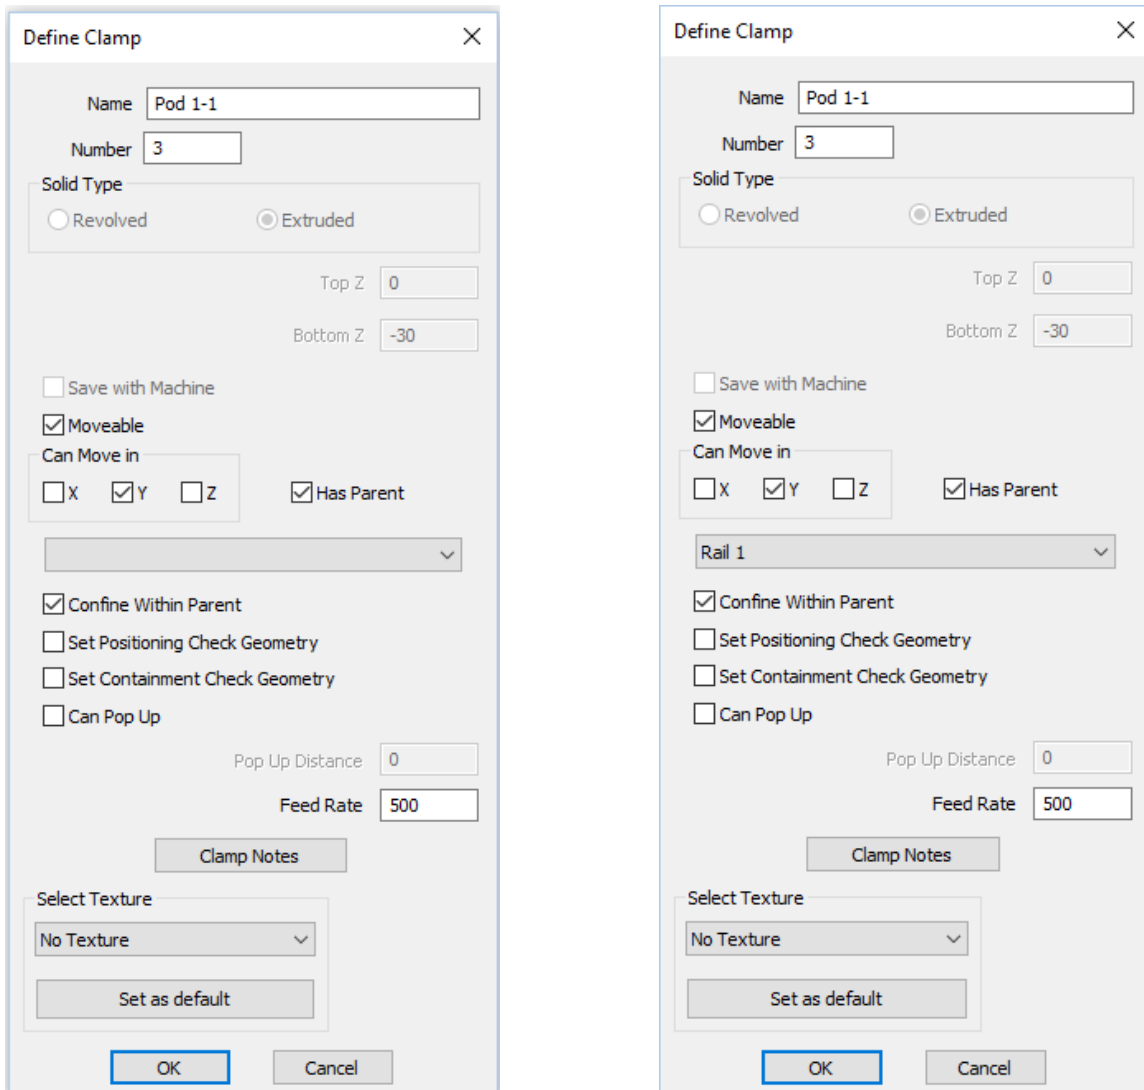 Define Clamp
Name Pod 1-1
Number 3
Solid Type
Revolved Extruded
Top Z 0
Bottom Z -30
Save with Machine
Moveable
Can Move in
X Y Z Has Parent
Confine Within Parent
Set Positioning Check Geometry
Set Containment Check Geometry
Can Pop Up
Pop Up Distance 0
Feed Rate 500
Clamp Notes
Select Texture
No Texture
Set as default
OK Cancel
Define Clamp
Name Pod 1-1
Number 3
Solid Type
Revolved Extruded
Top Z 0
Bottom Z -30
Save with Machine
Moveable
Can Move in
X Y Z Has Parent
Rail 1
Confine Within Parent
Set Positioning Check Geometry
Set Containment Check Geometry
Can Pop Up
Pop Up Distance 0
Feed Rate 500
Clamp Notes
Select Texture
No Texture
Set as default
OK Cancel